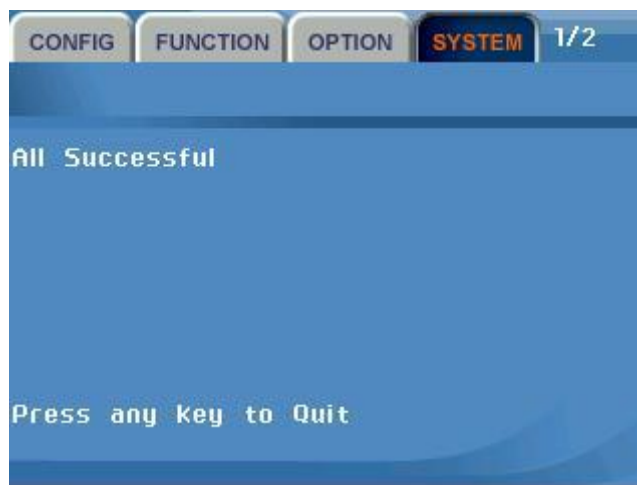 CONFIG FUNCTION OPTION SYSTEM 1/2
All Successful
Press any key to Quit